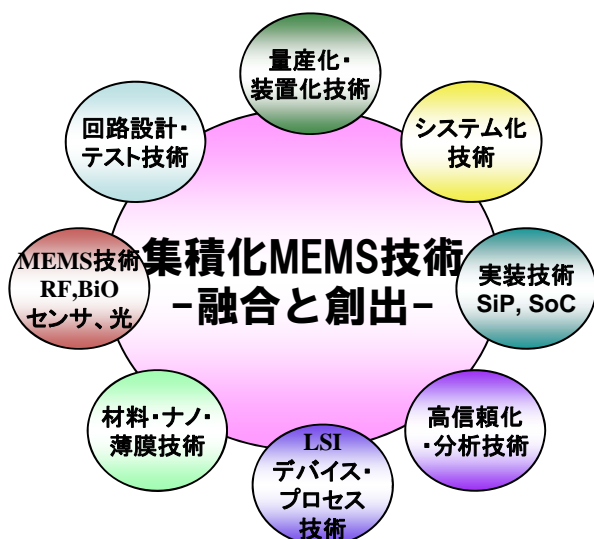 量産化・
装置化技術
回路設計・
テスト技術
システム化
技術
集積化MEMS技術
-融合と創出-
MEMS技術
RF,BiO
センサ、光
実装技術
SiP, SoC
材料・ナノ・
薄膜技術
高信頼化
・分析技術
LSI
デバイス・
プロセス
技術